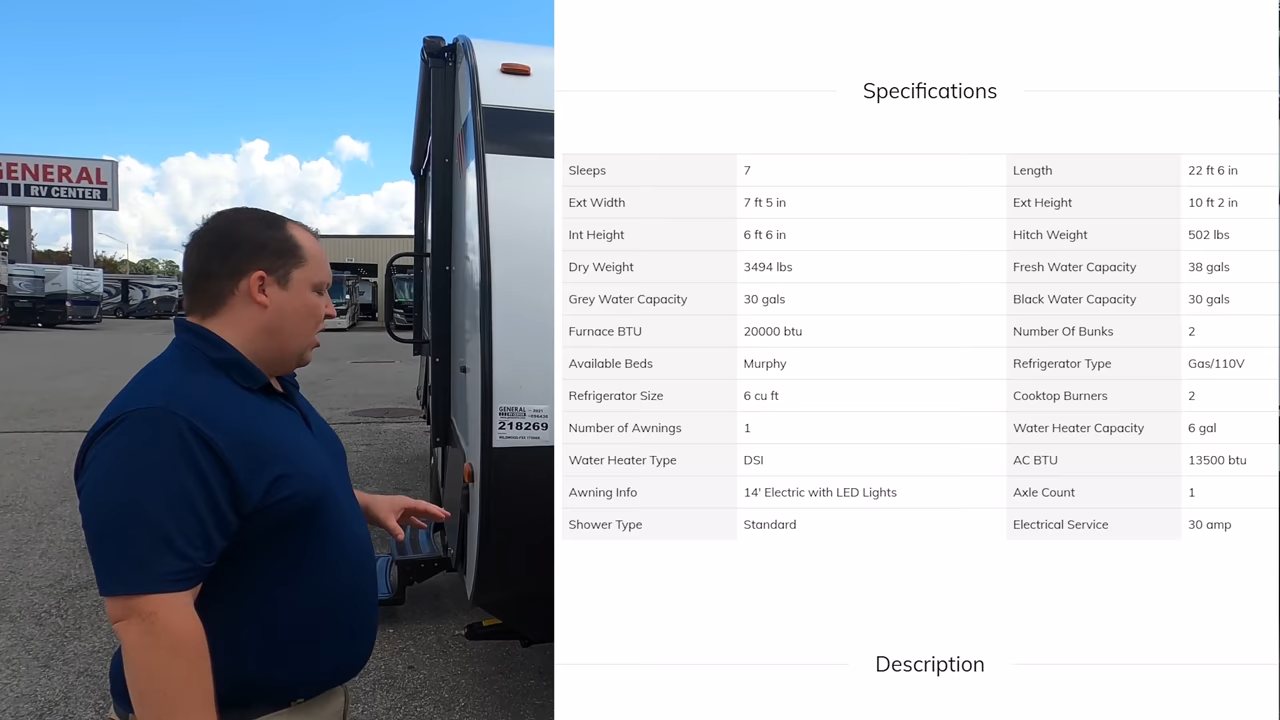 GENERAL
RV CENTER
GENERAL
2021
218269
Specifications
Sleeps 7 Length 22 ft 6 in
Ext Width 7 ft 5 in Ext Height 10 ft 2 in
Int Height 6 ft 6 in Hitch Weight 502 lbs
Dry Weight 3494 lbs Fresh Water Capacity 38 gals
Grey Water Capacity 30 gals Black Water Capacity 30 gals
Furnace BTU 20000 btu Number Of Bunks 2
Available Beds Murphy Refrigerator Type Gas/110V
Refrigerator Size 6 cu ft Cooktop Burners 2
Number of Awnings 1 Water Heater Capacity 6 gal
Water Heater Type DSI AC BTU 13500 btu
Awning Info 14' Electric with LED Lights Axle Count 1
Shower Type Standard Electrical Service 30 amp
Description